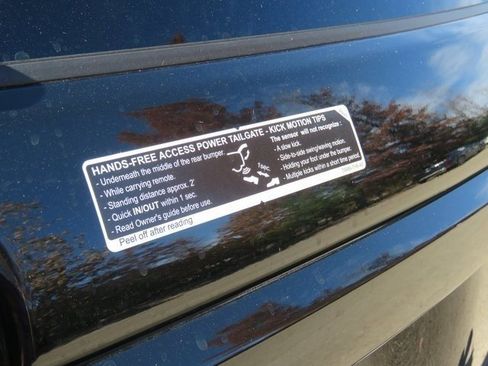 HANDS-FREE ACCESS POWER TAILGATE - KICK MOTION TIPS
- Underneath the middle of the rear bumper.
- While carrying remote.
- Standing distance approx. 2'
- Quick IN/OUT within 1 sec.
- Read Owner's guide before use.
1 sec
The sensor will not recognize :
- A slow kick.
- Side-to-side swing/waving motion.
- Holding your foot under the bumper.
- Multiple kicks within a short time period.
Peel off after reading